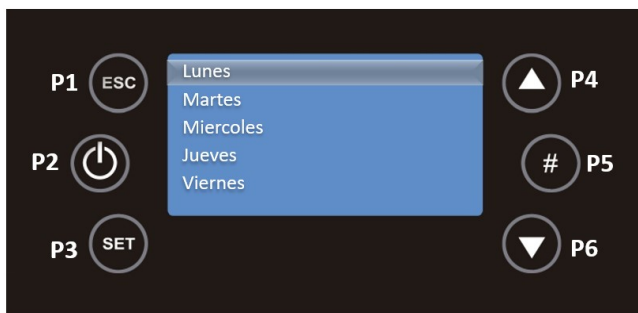 P1 ESC
P2
P3 SET
Lunes
Martes
Miercoles
Jueves
Viernes
P4
# P5
P6